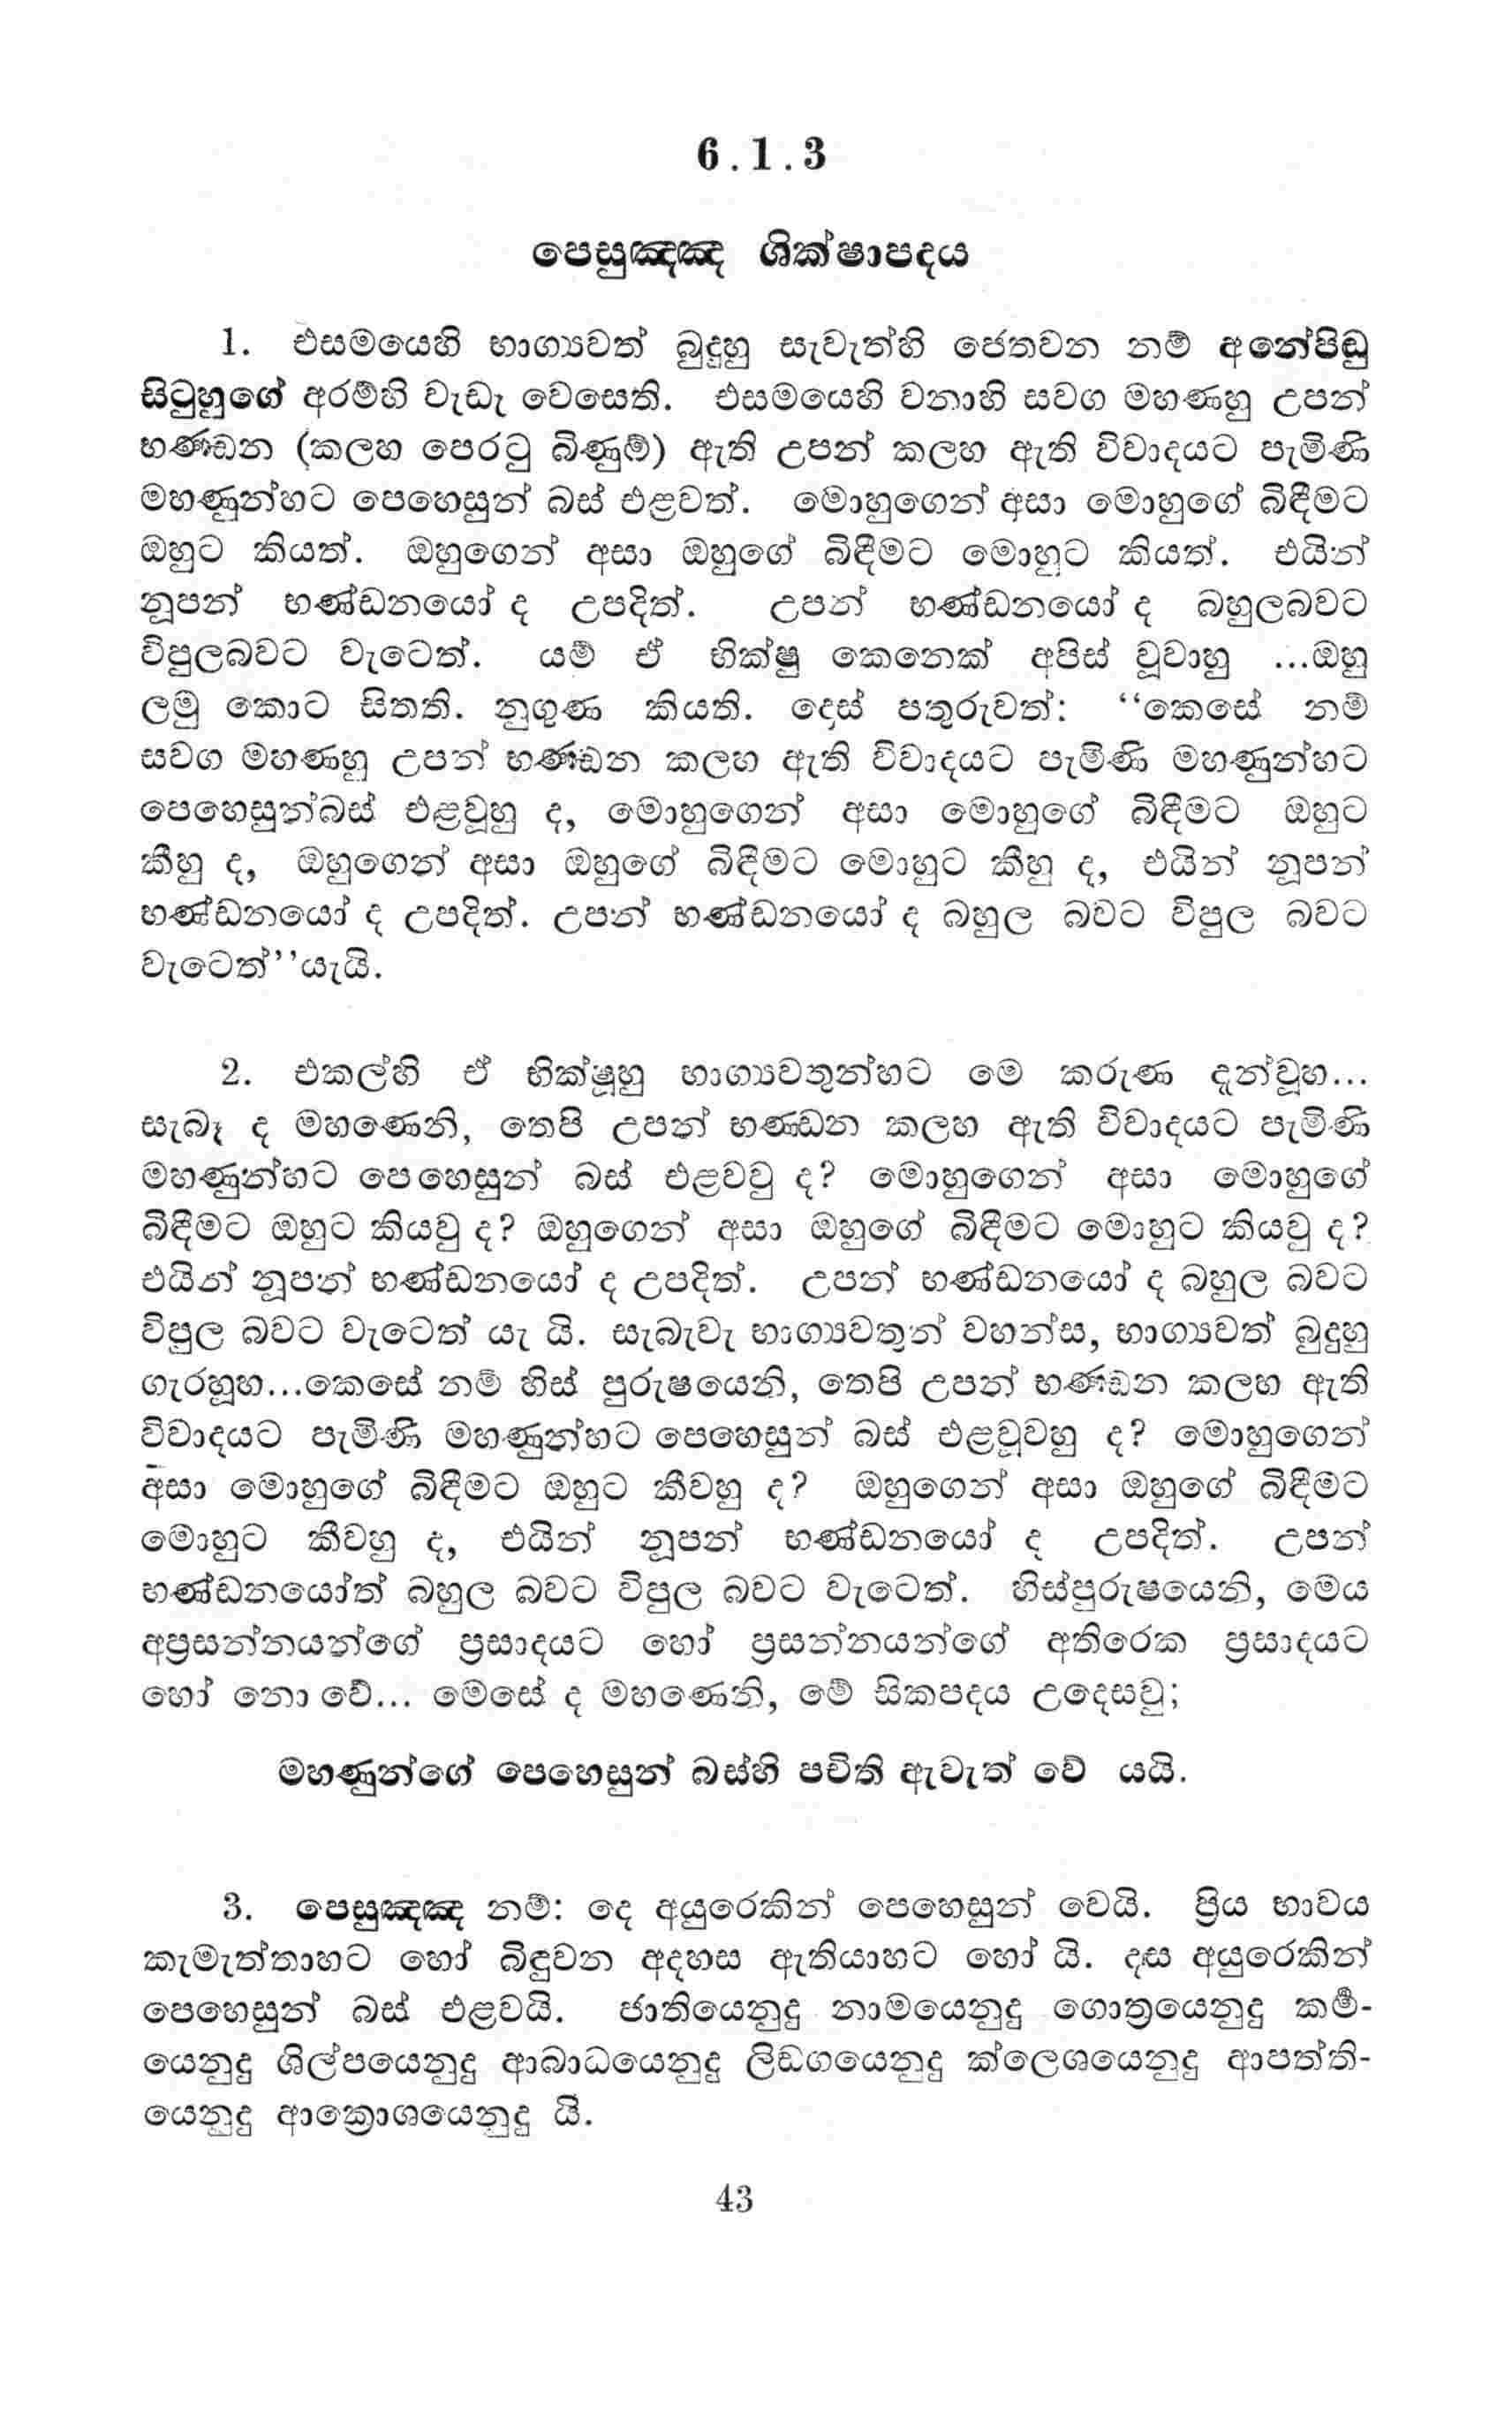 6.1.3
පෙසුඤ්ඤ ශික්ෂාපදය
1. එසමයෙහි භාග්‍යවත් බුදුහු සැවැත්හි ජෙතවන නම් අනේපිඬු
සිටුහුගේ අරම්හි වැඩෑ වෙසෙති. එසමයෙහි වනාහි සවග මහණහු උපන්
භණ්ඩන (කලහ පෙරටු බිණුම්) ඇති උපන් කලහ ඇති විවාදයට පැමිණි
මහණුන්හට පෙහෙසුන් බස් එළවත්. මොහුගෙන් අසා මොහුගේ බිඳීමට
ඔහුට කියත්. ඔහුගෙන් අසා ඔහුගේ බිඳීමට මොහුට කියත්. එයින්
නූපන් භණ්ඩනයෝ ද උපදිත්. උපන් භණ්ඩනයෝ ද බහුලබවට
විපුලබවට වැටෙත්. යම් ඒ භික්ෂු කෙනෙක් අපිස් වූවාහු ...ඔහු
ලමු කොට සිතති. නුගුණ කියති. දොස් පතුරුවත්: “කෙසේ නම්
සවග මහණහු උපන් භණ්ඩන කලහ ඇති විවාදයට පැමිණි මහණුන්හට
පෙහෙසුන්බස් එළවූහු ද, මොහුගෙන් අසා මොහුගේ බිඳීමට ඔහුට
කීහු ද, ඔහුගෙන් අසා ඔහුගේ බිඳීමට මොහුට කීහු ද, එයින් නූපන්
භණ්ඩනයෝ ද උපදිත්. උපන් භණ්ඩනයෝ ද බහුල බවට විපුල බවට
වැටෙත්”යැයි.
2. එකල්හි ඒ භික්ෂූහු භාග්‍යවතුන්හට මෙ කරුණ දැන්වූහ...
සැබෑ ද මහණෙනි, තෙපි උපන් භණ්ඩන කලහ ඇති විවාදයට පැමිණි
මහණුන්හට පෙහෙසුන් බස් එළවවු ද? මොහුගෙන් අසා මොහුගේ
බිඳීමට ඔහුට කියවු ද? ඔහුගෙන් අසා ඔහුගේ බිඳීමට මොහුට කියවු ද?
එයින් නූපන් භණ්ඩනයෝ ද උපදිත්. උපන් භණ්ඩනයෝ ද බහුල බවට
විපුල බවට වැටෙත් යැ යි. සැබැවැ භාග්‍යවතුන් වහන්ස, භාග්‍යවත් බුදුහු
ගැරහූහ...කෙසේ නම් හිස් පුරුෂයෙනි, තෙපි උපන් භණ්ඩන කලහ ඇති
විවාදයට පැමිණි මහණුන්හට පෙහෙසුන් බස් එළවූවහු ද? මොහුගෙන්
අසා මොහුගේ බිඳීමට ඔහුට කීවහු ද? ඔහුගෙන් අසා ඔහුගේ බිඳීමට
මොහුට කීවහු ද, එයින් නූපන් භණ්ඩනයෝ ද උපදිත්. උපන්
භණ්ඩනයෝත් බහුල බවට විපුල බවට වැටෙත්. හිස්පුරුෂයෙනි, මෙය
අප්‍රසන්නයන්ගේ ප්‍රසාදයට හෝ ප්‍රසන්නයන්ගේ අතිරෙක ප්‍රසාදයට
හෝ නො වේ... මෙසේ ද මහණෙනි, මේ සිකපදය උදෙසවු;
මහණුන්ගේ පෙහෙසුන් බස්හි පචිති ඇවැත් වේ යයි.
3. පෙසුඤ්ඤ නම්: දෙ අයුරෙකින් පෙහෙසුන් වෙයි. ප්‍රිය භාවය
කැමැත්තාහට හෝ බිඳුවන අදහස ඇතියාහට හෝ යි. දස අයුරෙකින්
පෙහෙසුන් බස් එළවයි. ජාතියෙනුදු නාමයෙනුදු ගොත්‍රයෙනුදු කර්ම-
යෙනුදු ශිල්පයෙනුදු ආබාධයෙනුදු ලිඞ්ගයෙනුදු ක්ලෙශයෙනුදු ආපත්ති-
යෙනුදු ආක්‍රොශයෙනුදු යි.
43